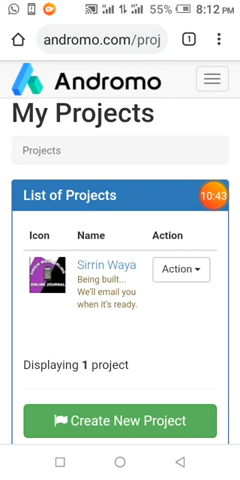 55% 8:12 PM
andromo.com/proj 1
Andromo
My Projects
Projects
List of Projects 10:43
Icon Name Action
Sirrin Waya Action
Being built...
We'll email you
when it's ready.
ONLINE JOURNAL
Displaying 1 project
Create New Project